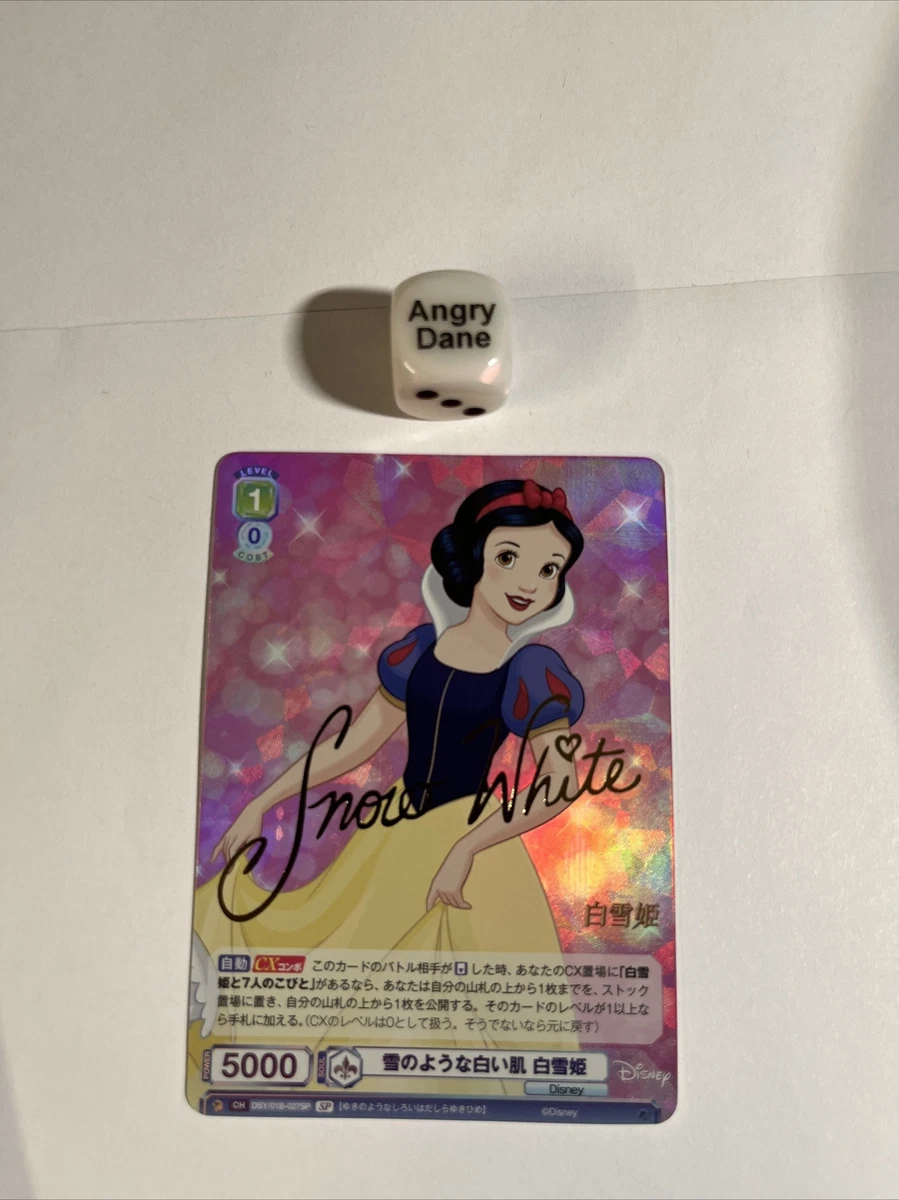 Angry
Dane
LEVEL
1
0
COST
Snow White
白雪姫
自動 CXコンボ このカードのバトル相手が した時、あなたのCX置場に「白雪
姫と7人のこびと」があるなら、あなたは自分の山札の上から1枚までを、ストック
置場に置き、自分の山札の上から1枚を公開する。そのカードのレベルが1以上な
ら手札に加える。(CXのレベルは0として扱う。そうでないなら元に戻す)
POWER 5000 SOUL 雪のような白い肌 白雪姫 Disney
Disney
CH DSY/01B-027SP SP 【ゆきのようなしろいはだしらゆきひめ】 ©Disney